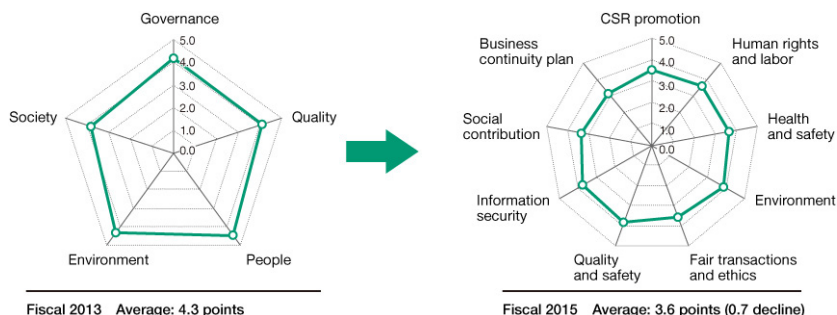 Governance
5.0
4.0
3.0
2.0
1.0
0.0
Society
Quality
Environment
People
Fiscal 2013 Average: 4.3 points
CSR promotion
5.0
4.0
3.0
2.0
1.0
0.0
Business
continuity plan
Human rights
and labor
Social
contribution
Health
and safety
Information
security
Environment
Quality
and safety
Fair transactions
and ethics
Fiscal 2015 Average: 3.6 points (0.7 decline)